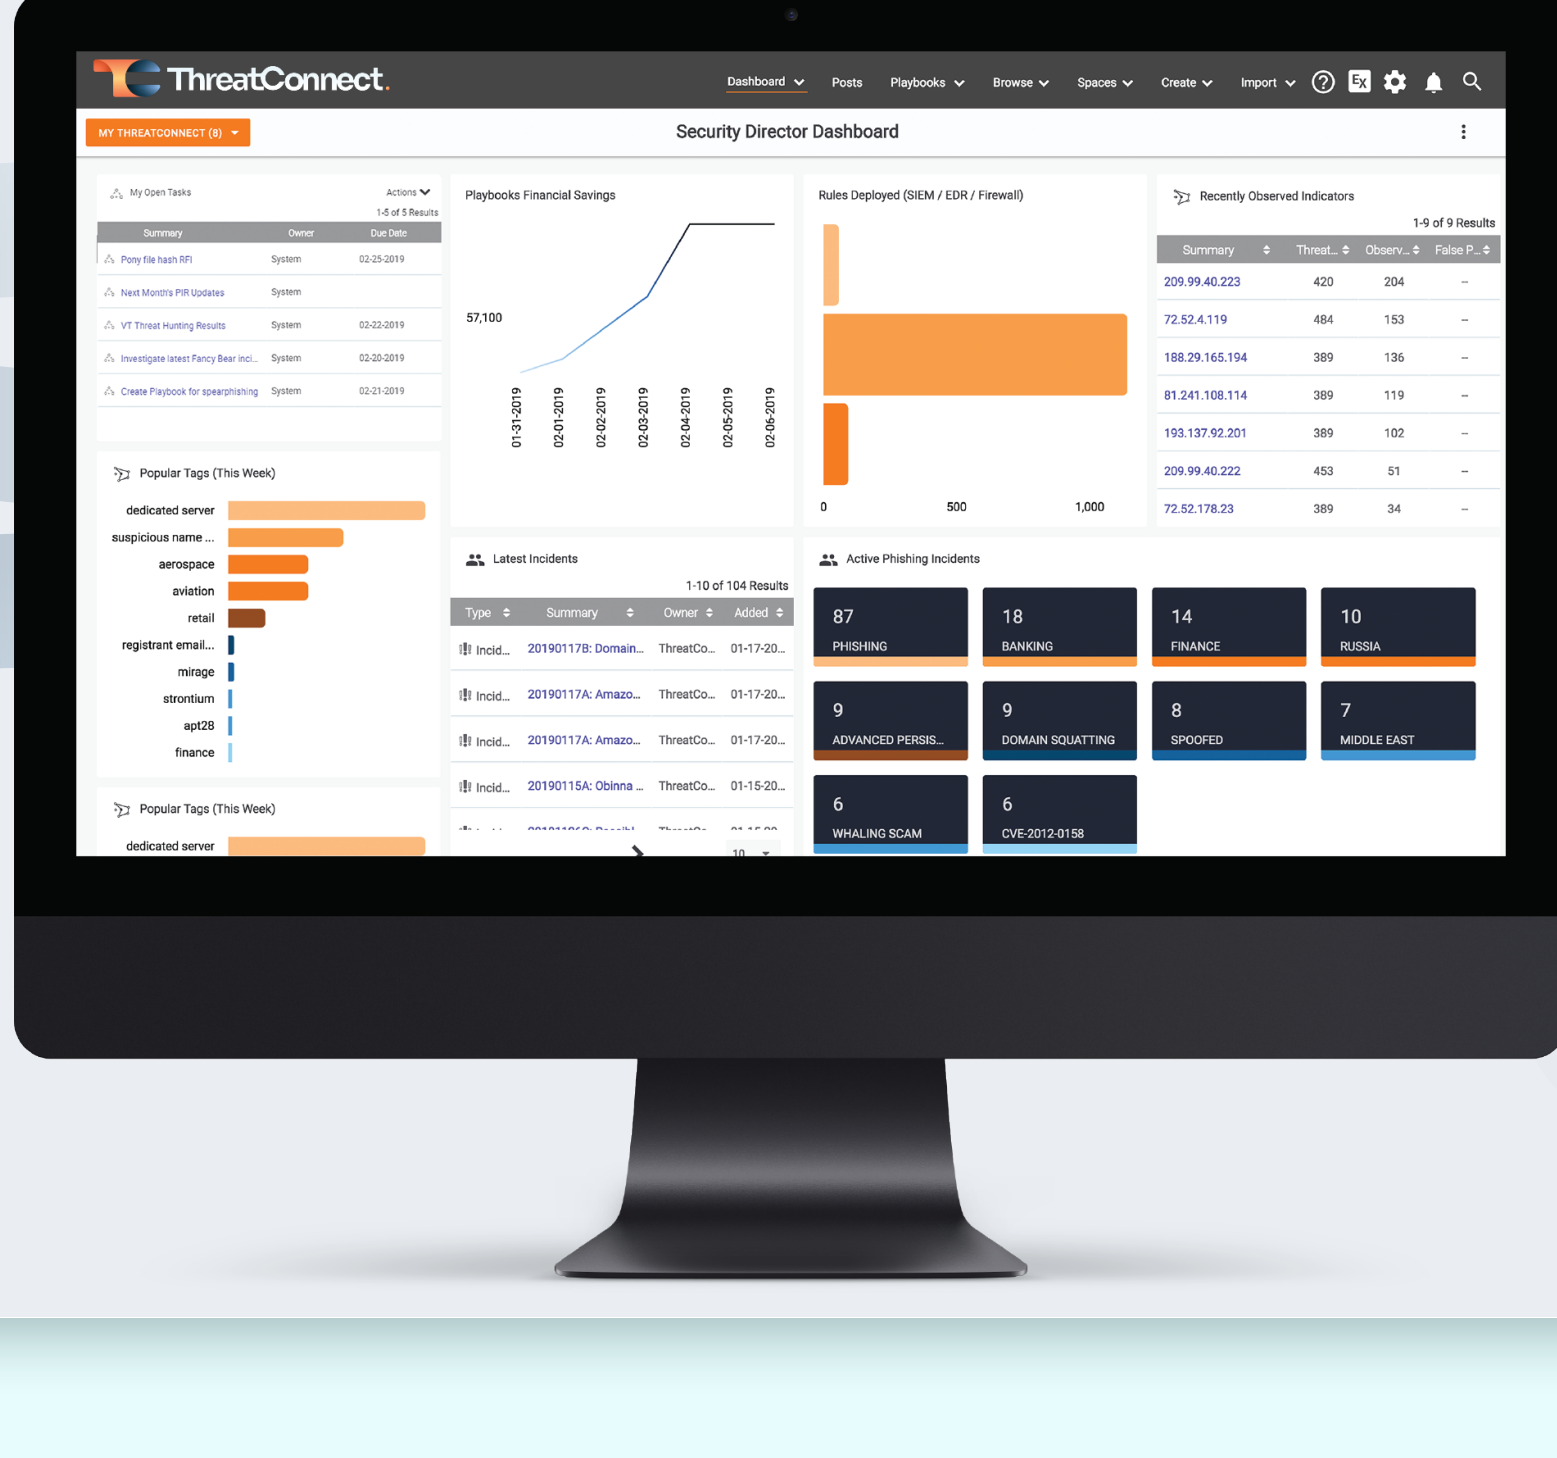 ThreatConnect.
Dashboard Posts Playbooks Browse Spaces Create Import ? Ex
MY THREATCONNECT (8)
Security Director Dashboard
My Open Tasks Actions
1-5 of 5 Results
Summary Owner Due Date
Pony file hash RFI System 02-25-2019
Next Month's PIR Updates System
VT Threat Hunting Results System 02-22-2019
Investigate latest Fancy Bear inci... System 02-20-2019
Create Playbook for spearphishing System 02-21-2019
Popular Tags (This Week)
dedicated server
suspicious name ...
aerospace
aviation
retail
registrant email...
mirage
strontium
apt28
finance
Popular Tags (This Week)
dedicated server
Playbooks Financial Savings
57,100
01-31-2019
02-01-2019
02-02-2019
02-03-2019
02-04-2019
02-05-2019
02-06-2019
Latest Incidents
1-10 of 104 Results
Type Summary Owner Added
Incid... 20190117B: Domain... ThreatCo... 01-17-20...
Incid... 20190117A: Amazo... ThreatCo... 01-17-20...
Incid... 20190117A: Amazo... ThreatCo... 01-17-20...
Incid... 20190115A: Obinna ... ThreatCo... 01-15-20...
10
Rules Deployed (SIEM / EDR / Firewall)
0 500 1,000
Recently Observed Indicators
1-9 of 9 Results
Summary Threat... Observ... False P...
209.99.40.223 420 204 --
72.52.4.119 484 153 --
188.29.165.194 389 136 --
81.241.108.114 389 119 --
193.137.92.201 389 102 --
209.99.40.222 453 51 --
72.52.178.23 389 34 --
Active Phishing Incidents
87
PHISHING
18
BANKING
14
FINANCE
10
RUSSIA
9
ADVANCED PERSIS...
9
DOMAIN SQUATTING
8
SPOOFED
7
MIDDLE EAST
6
WHALING SCAM
6
CVE-2012-0158